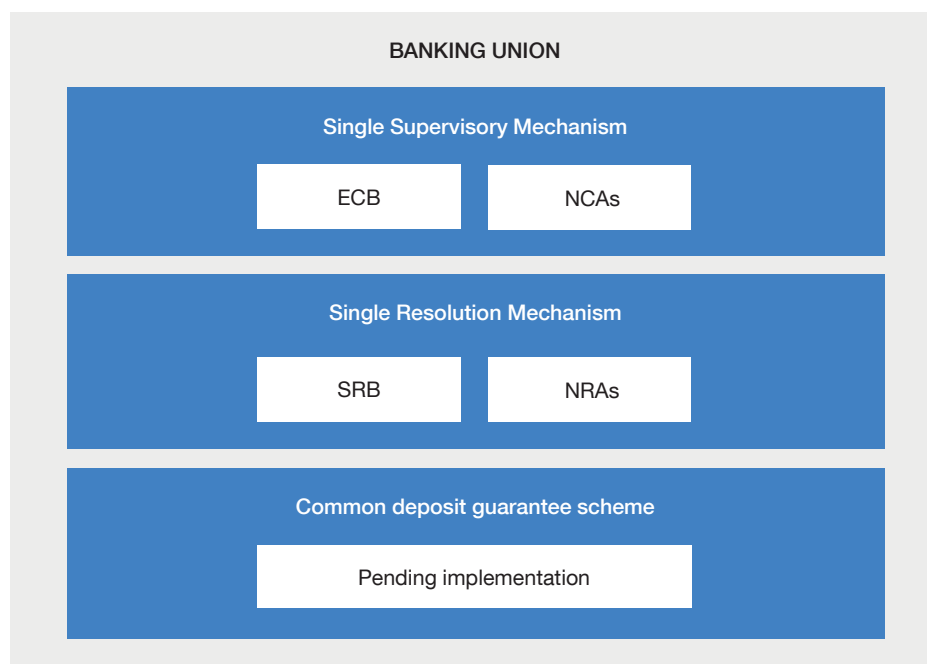 BANKING UNION
Single Supervisory Mechanism
ECB
NCAs
Single Resolution Mechanism
SRB
NRAs
Common deposit guarantee scheme
Pending implementation